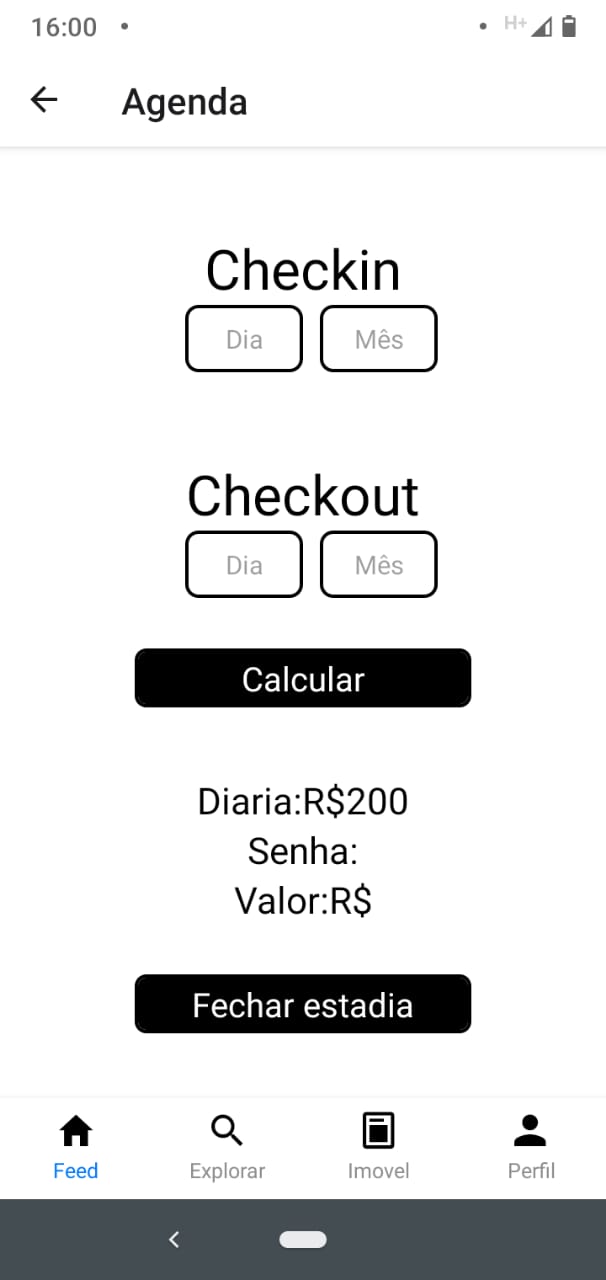 16:00
H+
Agenda
Checkin
Dia Mês
Checkout
Dia Mês
Calcular
Diaria:R$200
Senha:
Valor:R$
Fechar estadia
Feed Explorar Imovel Perfil